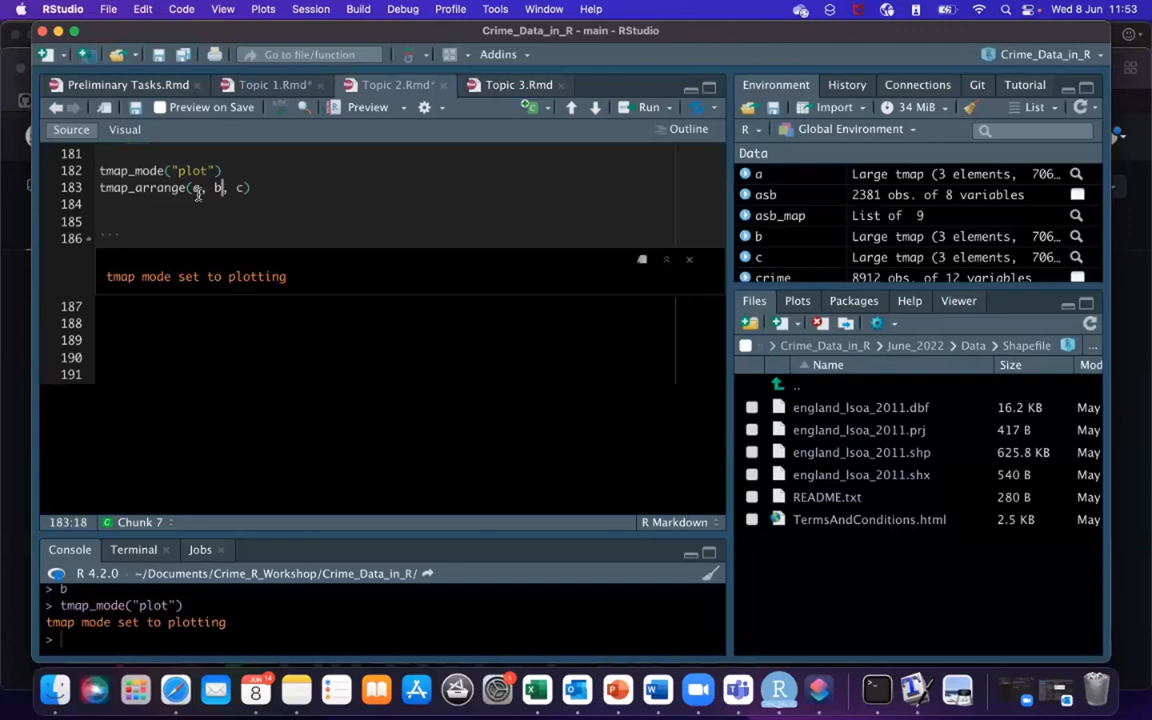 RStudio File Edit Code View Plots Session Build Debug Profile Tools Window Help Wed 8 Jun 11:53
Crime_Data_in_R - main - RStudio
Go to file/function Addins Crime_Data_in_R
Preliminary Tasks.Rmd Topic 1.Rmd* Topic 2.Rmd* Topic 3.Rmd
Preview on Save ABC Preview Run
Source Visual Outline
181
182 tmap_mode("plot")
183 tmap_arrange(a, b, c)
184
185
186 ```
tmap mode set to plotting
187
188
189
190
191
183:18 C Chunk 7 R Markdown
Console Terminal Jobs
R 4.2.0 · ~/Documents/Crime_R_Workshop/Crime_Data_in_R/
> b
> tmap_mode("plot")
tmap mode set to plotting
>
Environment History Connections Git Tutorial
Import 34 MiB List
R Global Environment
Data
a Large tmap (3 elements, 706…
asb 2381 obs. of 8 variables
asb_map List of 9
b Large tmap (3 elements, 706…
c Large tmap (3 elements, 706…
crime 8912 obs. of 12 variables
Files Plots Packages Help Viewer
Crime_Data_in_R June_2022 Data Shapefile ...
Name Size Mod
..
england_lsoa_2011.dbf 16.2 KB May
england_lsoa_2011.prj 417 B May
england_lsoa_2011.shp 625.8 KB May
england_lsoa_2011.shx 540 B May
README.txt 280 B May
TermsAndConditions.html 2.5 KB May
JUN 14
8